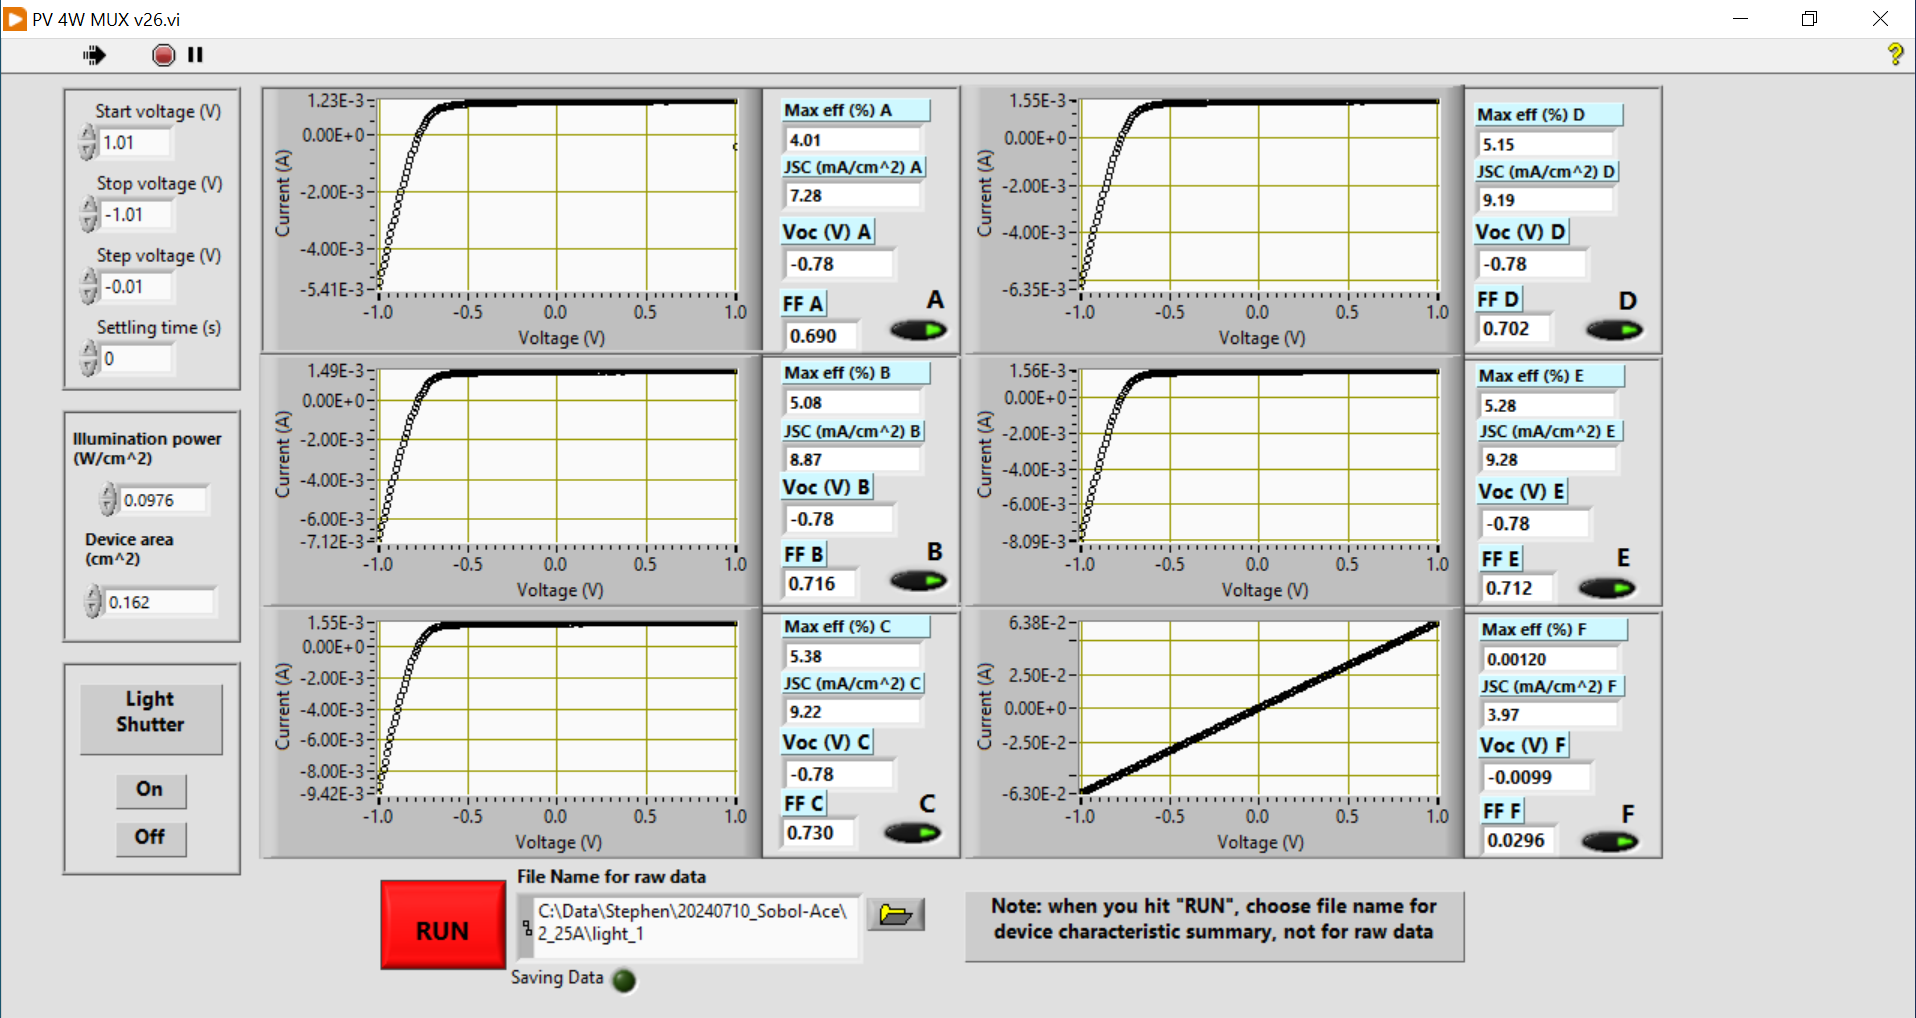 PV 4W MUX v26.vi
Start voltage (V)
1.01
Stop voltage (V)
-1.01
Step voltage (V)
-0.01
Settling time (s)
0
Illumination power
(W/cm^2)
0.0976
Device area
(cm^2)
0.162
Light
Shutter
On
Off
Current (A)
1.23E-3
0.00E+0
-2.00E-3
-4.00E-3
-5.41E-3
-1.0 -0.5 0.0 0.5 1.0
Voltage (V)
Max eff (%) A
4.01
JSC (mA/cm^2) A
7.28
Voc (V) A
-0.78
FF A
0.690
A
Current (A)
1.49E-3
0.00E+0
-2.00E-3
-4.00E-3
-6.00E-3
-7.12E-3
-1.0 -0.5 0.0 0.5 1.0
Voltage (V)
Max eff (%) B
5.08
JSC (mA/cm^2) B
8.87
Voc (V) B
-0.78
FF B
0.716
B
Current (A)
1.55E-3
0.00E+0
-2.00E-3
-4.00E-3
-6.00E-3
-8.00E-3
-9.42E-3
-1.0 -0.5 0.0 0.5 1.0
Voltage (V)
Max eff (%) C
5.38
JSC (mA/cm^2) C
9.22
Voc (V) C
-0.78
FF C
0.730
C
Current (A)
1.55E-3
0.00E+0
-2.00E-3
-4.00E-3
-6.35E-3
-1.0 -0.5 0.0 0.5 1.0
Voltage (V)
Max eff (%) D
5.15
JSC (mA/cm^2) D
9.19
Voc (V) D
-0.78
FF D
0.702
D
Current (A)
1.56E-3
0.00E+0
-2.00E-3
-4.00E-3
-6.00E-3
-8.09E-3
-1.0 -0.5 0.0 0.5 1.0
Voltage (V)
Max eff (%) E
5.28
JSC (mA/cm^2) E
9.28
Voc (V) E
-0.78
FF E
0.712
E
Current (A)
6.38E-2
2.50E-2
0.00E+0
-2.50E-2
-6.30E-2
-1.0 -0.5 0.0 0.5 1.0
Voltage (V)
Max eff (%) F
0.00120
JSC (mA/cm^2) F
3.97
Voc (V) F
-0.0099
FF F
0.0296
F
RUN
File Name for raw data
C:\Data\Stephen\20240710_Sobol-Ace\
2_25A\light_1
Saving Data
Note: when you hit "RUN", choose file name for
device characteristic summary, not for raw data